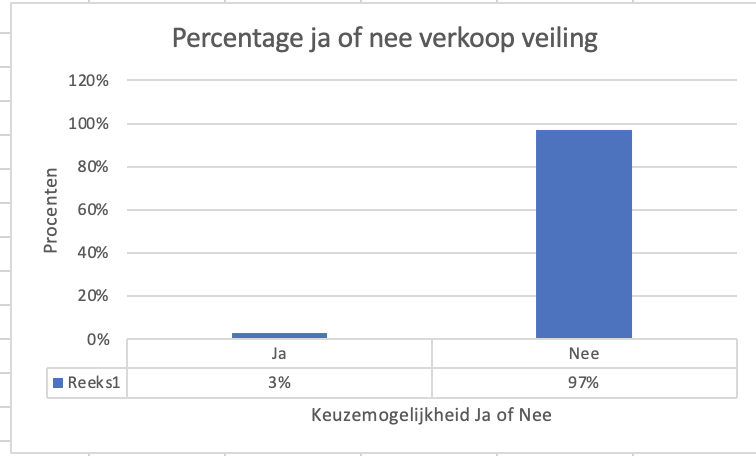 Percentage ja of nee verkoop veiling
120%
100%
80%
60%
40%
20%
0%
Procenten
Ja Nee
Reeks1 3% 97%
Keuzemogelijkheid Ja of Nee